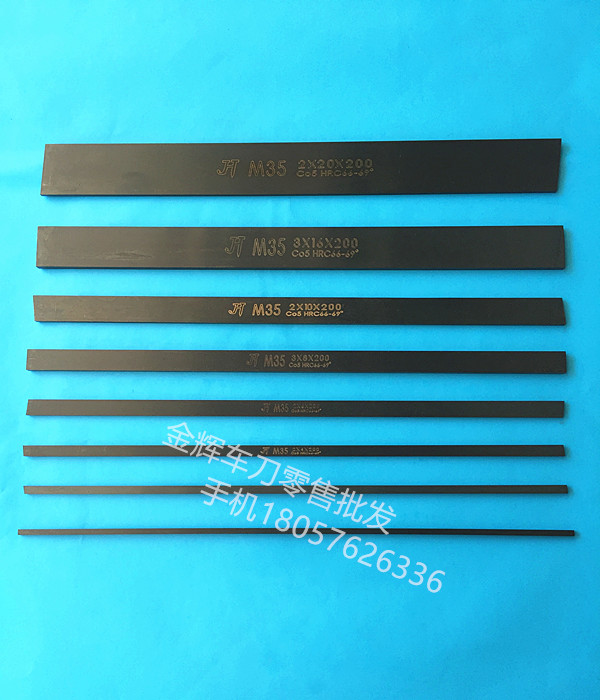 JT M35 2X20X200
Co5 HRC66-69°
JT M35 3X16X200
Co5 HRC66-69°
JT M35 2X10X200
Co5 HRC66-69°
JT M35 3X8X200
Co5 HRC66-69°
JT M35
JT M35
金辉车刀零售批发
手机18057626336